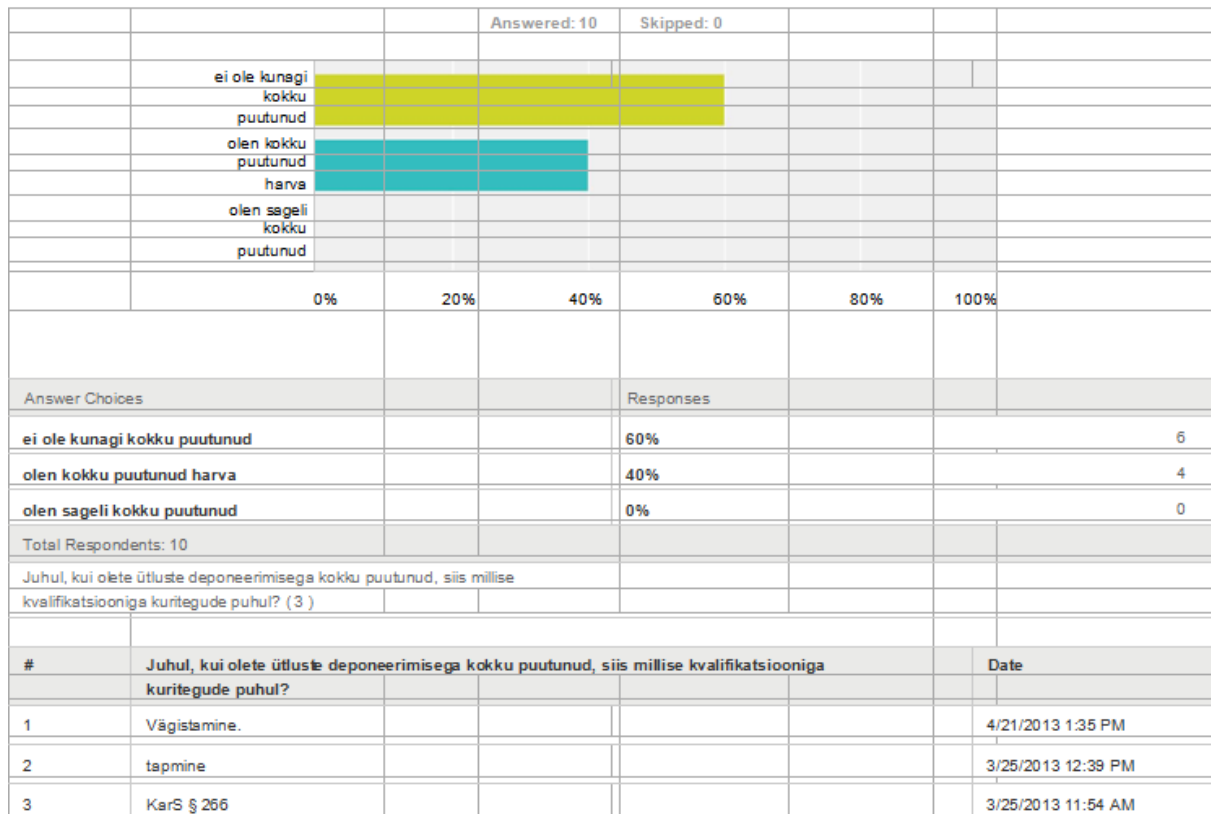 Answered: 10 Skipped: 0
ei ole kunagi
kokku
puutunud
olen kokku
puutunud
harva
olen sageli
kokku
puutunud
0% 20% 40% 60% 80% 100%
Answer Choices Responses
ei ole kunagi kokku puutunud 60% 6
olen kokku puutunud harva 40% 4
olen sageli kokku puutunud 0% 0
Total Respondents: 10
Juhul, kui olete ütluste deponeerimisega kokku puutunud, siis millise
kvalifikatsiooniga kuritegude puhul? ( 3 )
# Juhul, kui olete ütluste deponeerimisega kokku puutunud, siis millise kvalifikatsiooniga Date
kuritegude puhul?
1 Vägistamine. 4/21/2013 1:35 PM
2 tapmine 3/25/2013 12:39 PM
3 KarS § 266 3/25/2013 11:54 AM